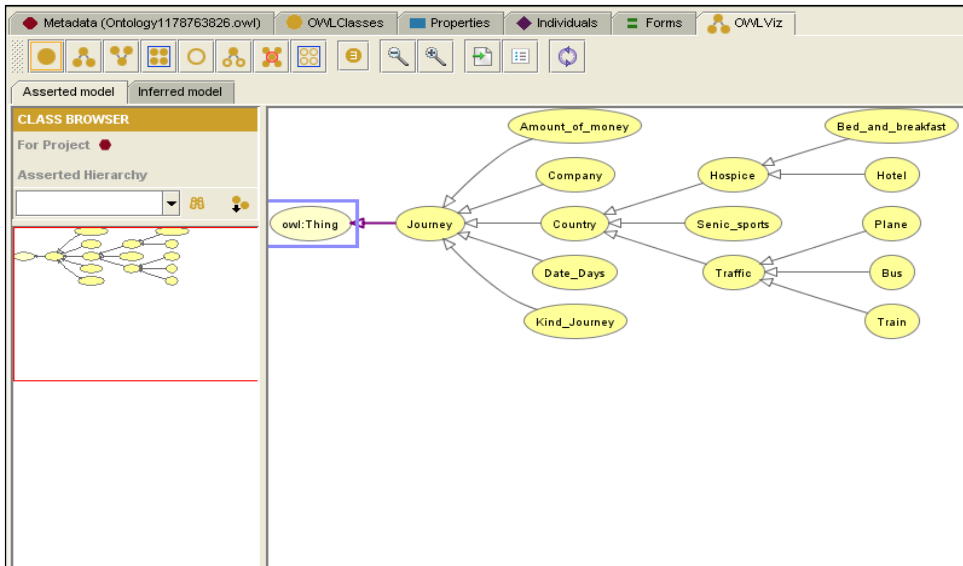 Metadata (Ontology1178763826.owl) OWLClasses Properties Individuals Forms OWLViz
Asserted model Inferred model
CLASS BROWSER
For Project
Asserted Hierarchy
Amount_of_money Bed_and_breakfast
Company Hospice Hotel
owl:Thing Journey Country Senic_sports Plane
Date_Days Traffic Bus
Kind_Journey Train